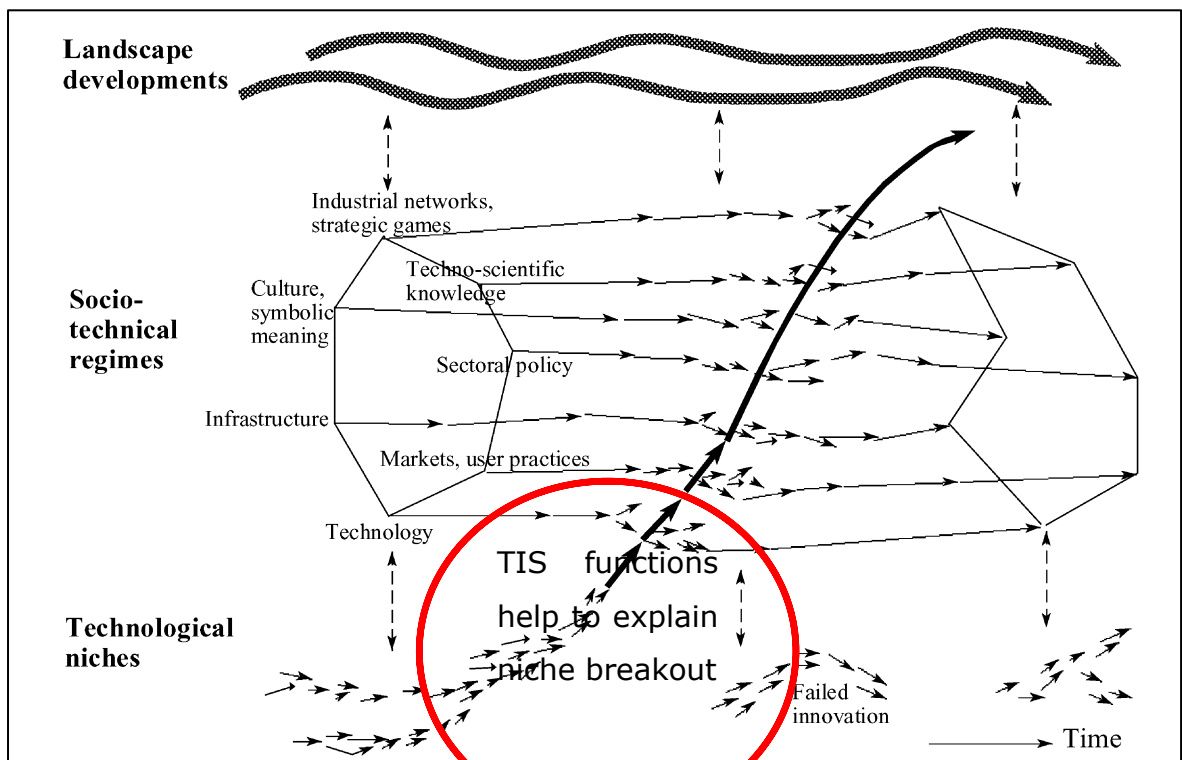 Landscape
developments
Industrial networks,
strategic games
Techno-scientific
knowledge
Culture,
symbolic
meaning
Socio-
technical
regimes
Sectoral policy
Infrastructure
Markets, user practices
Technology
TIS functions
help to explain
niche breakout
Technological
niches
Failed
innovation
Time